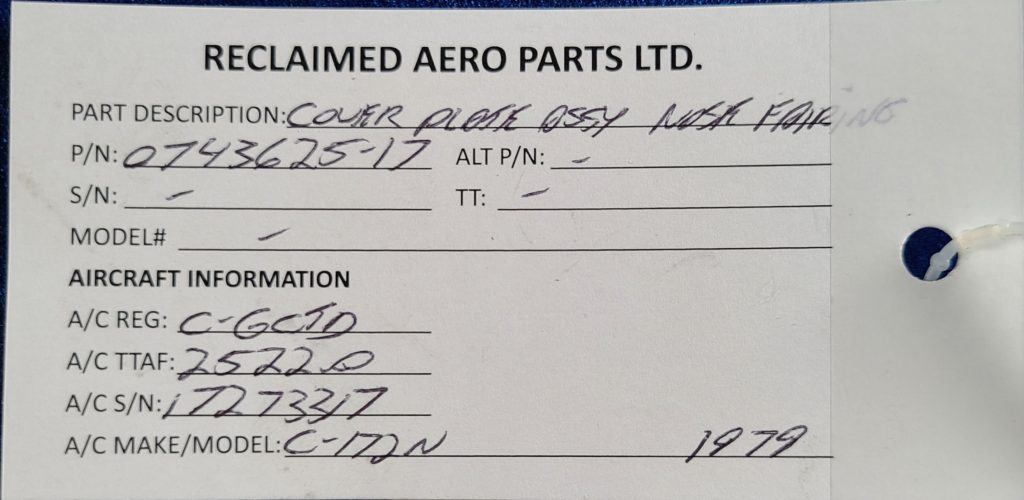 RECLAIMED AERO PARTS LTD.
PART DESCRIPTION: COVER PLATE ASSY NOSE FAIRING
P/N: 0743625-17 ALT P/N: -
S/N: - TT: -
MODEL# -
AIRCRAFT INFORMATION
A/C REG: C-GCJD
A/C TTAF: 2522.0
A/C S/N: 17273317
A/C MAKE/MODEL: C-172N 1979